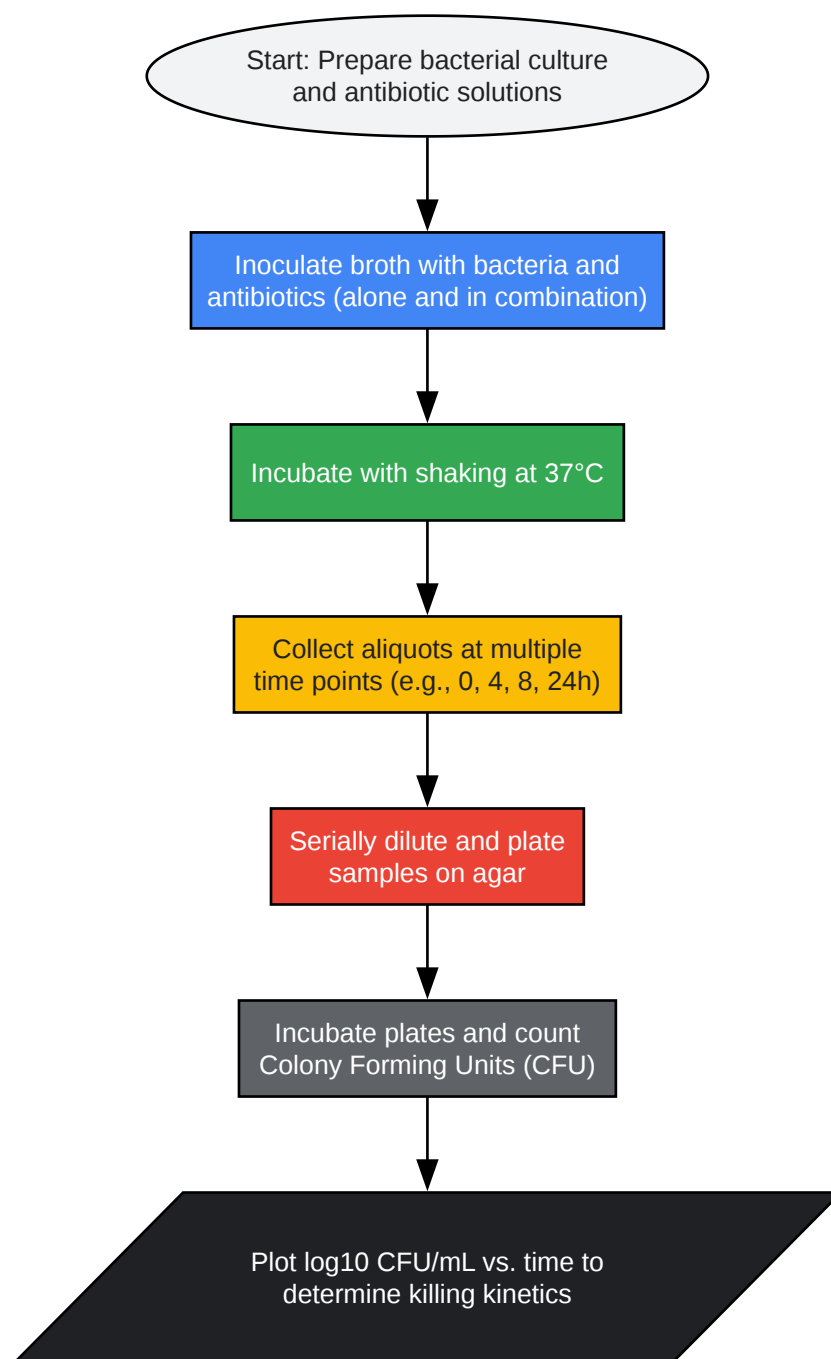 Start: Prepare bacterial culture
and antibiotic solutions
Inoculate broth with bacteria and
antibiotics (alone and in combination)
Incubate with shaking at 37°C
Collect aliquots at multiple
time points (e.g., 0, 4, 8, 24h)
Serially dilute and plate
samples on agar
Incubate plates and count
Colony Forming Units (CFU)
Plot log10 CFU/mL vs. time to
determine killing kinetics